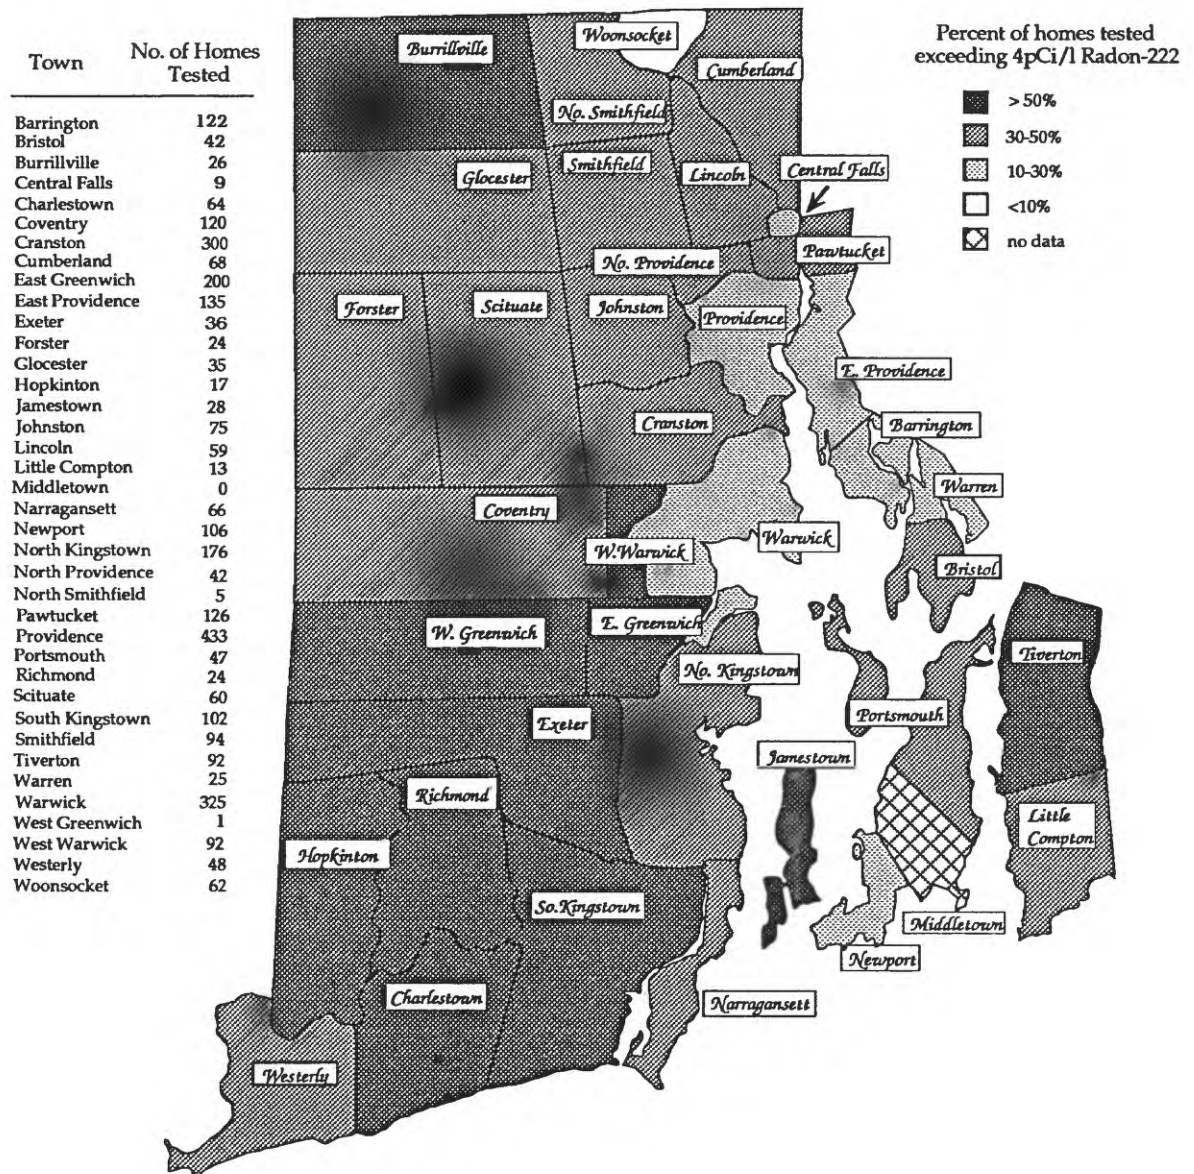 Town No. of Homes Tested
Barrington 122
Bristol 42
Burrillville 26
Central Falls 9
Charlestown 64
Coventry 120
Cranston 300
Cumberland 68
East Greenwich 200
East Providence 135
Exeter 36
Forster 24
Glocester 35
Hopkinton 17
Jamestown 28
Johnston 75
Lincoln 59
Little Compton 13
Middletown 0
Narragansett 66
Newport 106
North Kingstown 176
North Providence 42
North Smithfield 5
Pawtucket 126
Providence 433
Portsmouth 47
Richmond 24
Scituate 60
South Kingstown 102
Smithfield 94
Tiverton 92
Warren 25
Warwick 325
West Greenwich 1
West Warwick 92
Westerly 48
Woonsocket 62
Percent of homes tested
exceeding 4pCi/l Radon-222
> 50%
30-50%
10-30%
<10%
no data
Burrillville
Woonsocket
Cumberland
No. Smithfield
Smithfield
Glocester
Lincoln
Central Falls
No. Providence
Pawtucket
Forster
Scituate
Johnston
Providence
E. Providence
Cranston
Barrington
Warren
Coventry
W.Warwick
Warwick
Bristol
W. Greenwich
E. Greenwich
No. Kingstown
Tiverton
Exeter
Portsmouth
Jamestown
Richmond
Little
Compton
Hopkinton
So.Kingstown
Middletown
Newport
Charlestown
Narragansett
Westerly